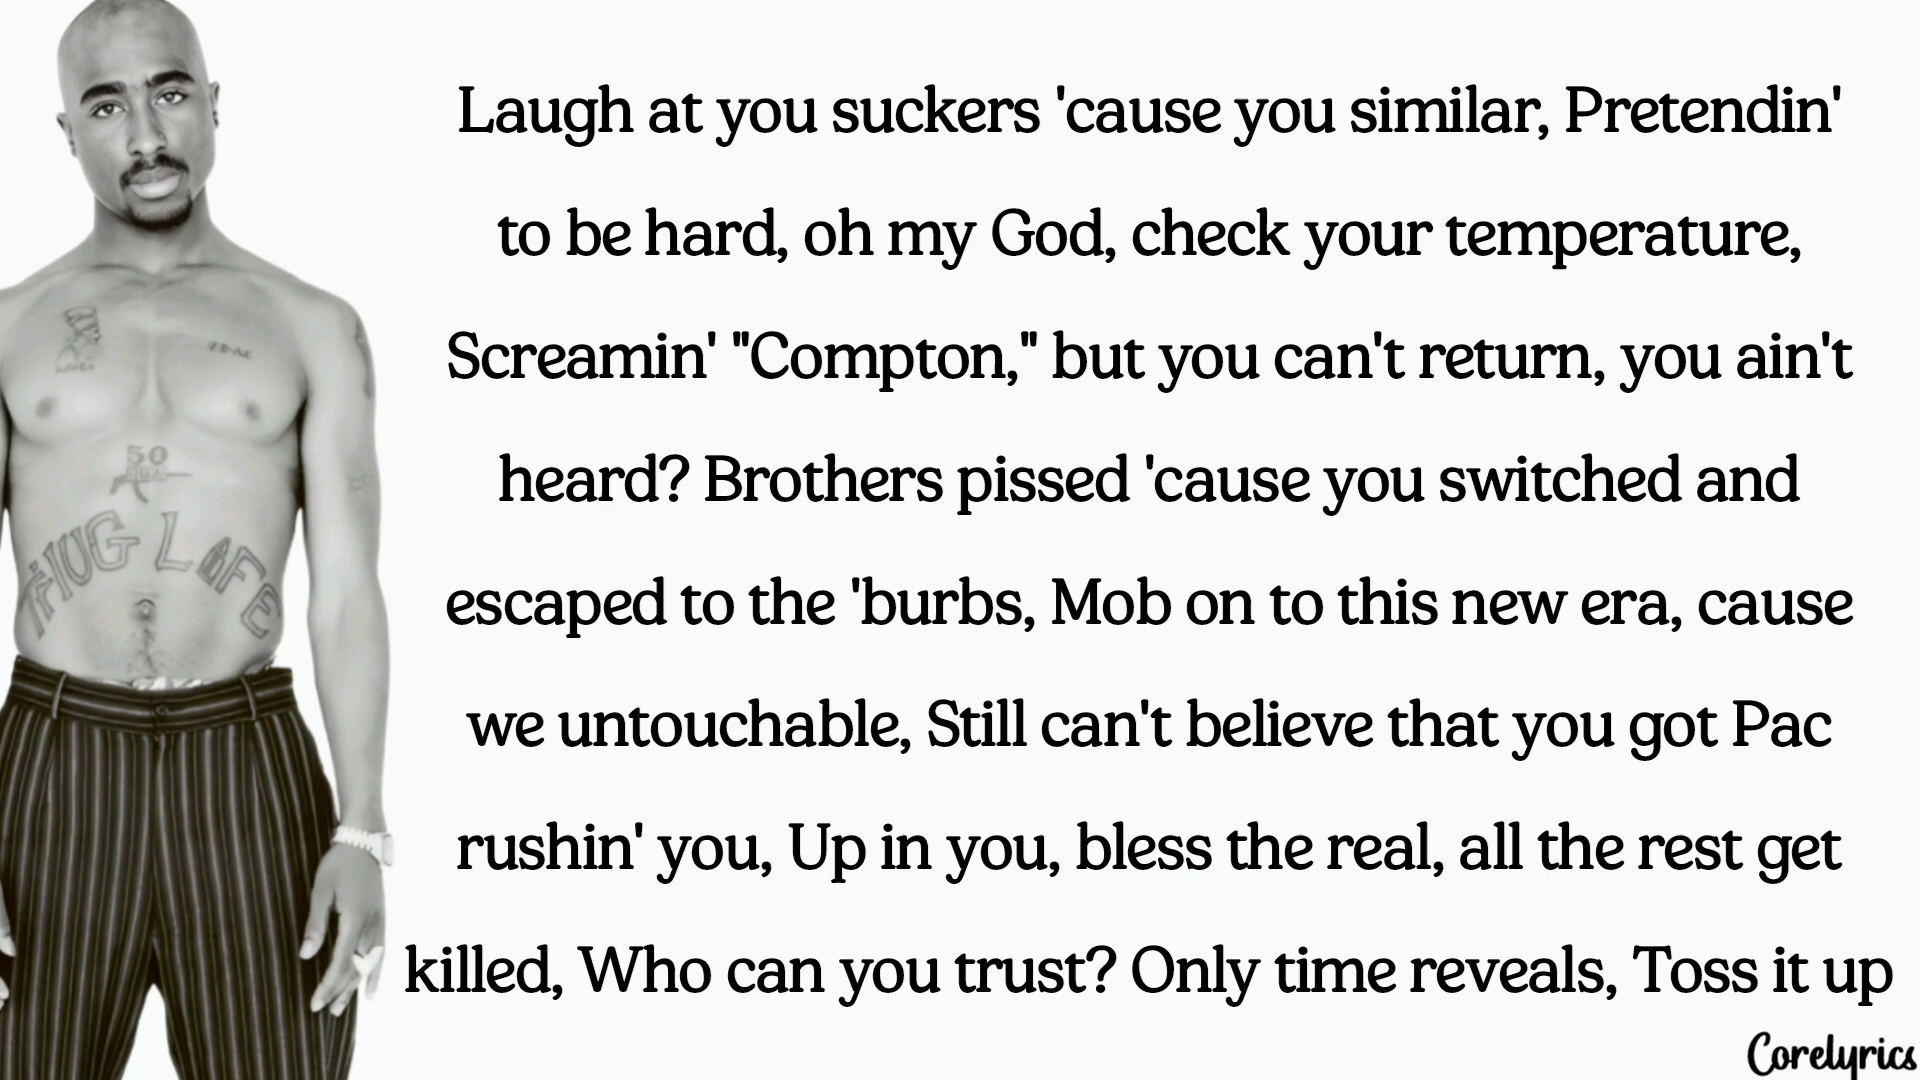 Laugh at you suckers 'cause you similar, Pretendin'
to be hard, oh my God, check your temperature,
Screamin' "Compton," but you can't return, you ain't
heard? Brothers pissed 'cause you switched and
escaped to the 'burbs, Mob on to this new era, cause
we untouchable, Still can't believe that you got Pac
rushin' you, Up in you, bless the real, all the rest get
killed, Who can you trust? Only time reveals, Toss it up
50
THUG LIFE
Corelyrics